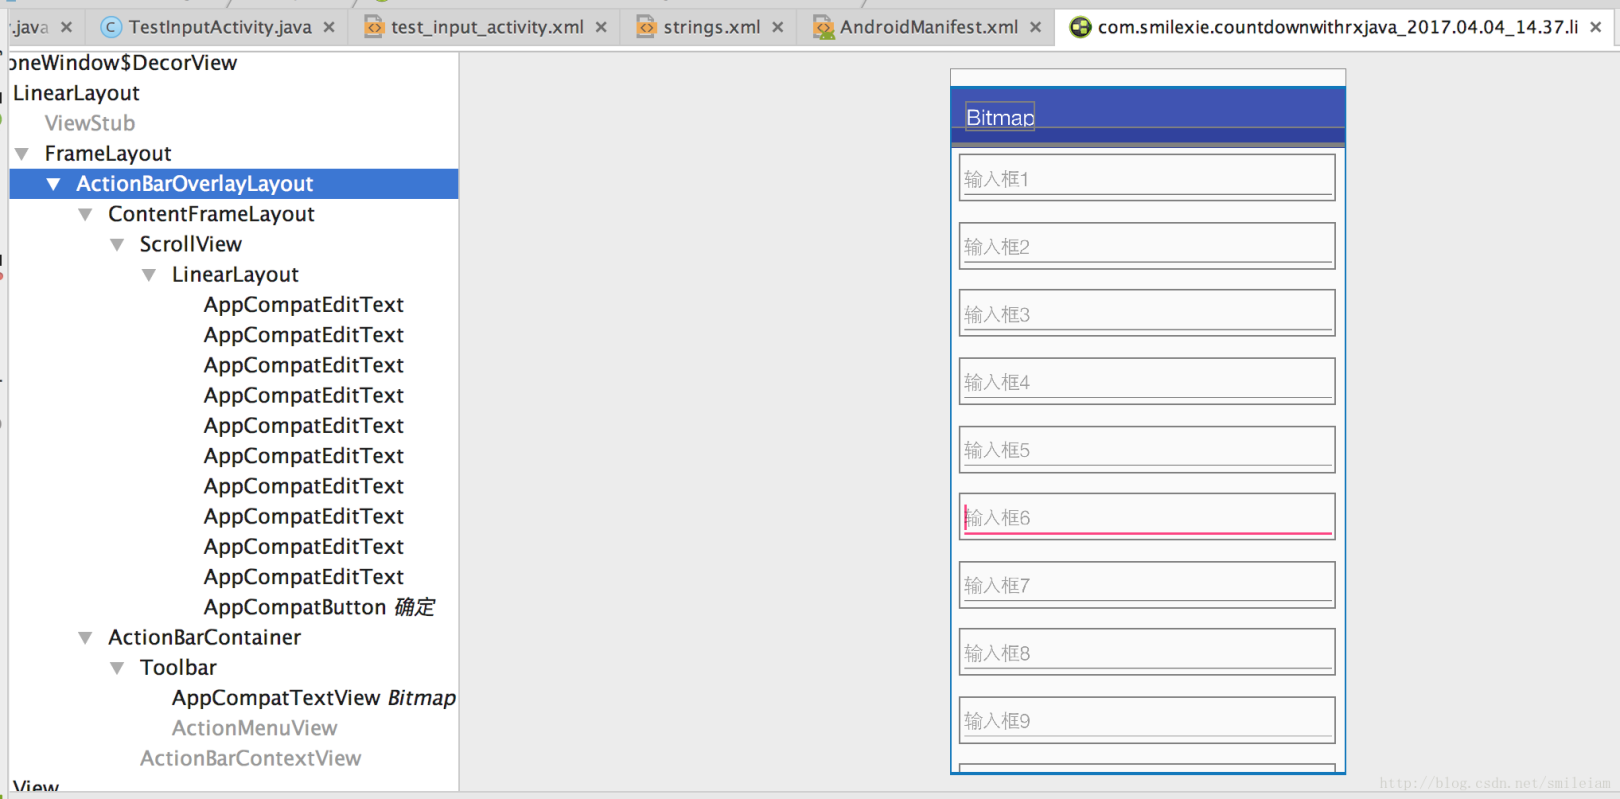 .java
TestInputActivity.java
test_input_activity.xml
strings.xml
AndroidManifest.xml
com.smilexie.countdownwithrxjava_2017.04.04_14.37.li
oneWindow$DecorView
LinearLayout
ViewStub
FrameLayout
ActionBarOverlayLayout
ContentFrameLayout
ScrollView
LinearLayout
AppCompatEditText
AppCompatEditText
AppCompatEditText
AppCompatEditText
AppCompatEditText
AppCompatEditText
AppCompatEditText
AppCompatEditText
AppCompatEditText
AppCompatEditText
AppCompatButton 确定
ActionBarContainer
Toolbar
AppCompatTextView Bitmap
ActionMenuView
ActionBarContextView
View
Bitmap
输入框1
输入框2
输入框3
输入框4
输入框5
输入框6
输入框7
输入框8
输入框9
http://blog.csdn.net/smileiam